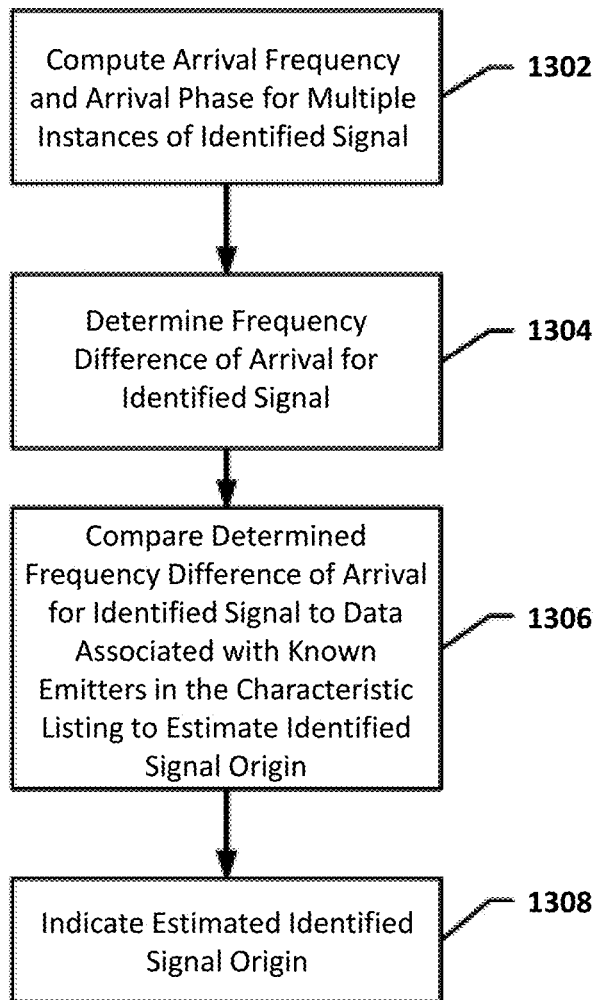 Compute Arrival Frequency
and Arrival Phase for Multiple
Instances of Identified Signal
1302
Determine Frequency
Difference of Arrival for
Identified Signal
1304
Compare Determined
Frequency Difference of Arrival
for Identified Signal to Data
Associated with Known
Emitters in the Characteristic
Listing to Estimate Identified
Signal Origin
1306
Indicate Estimated Identified
Signal Origin
1308